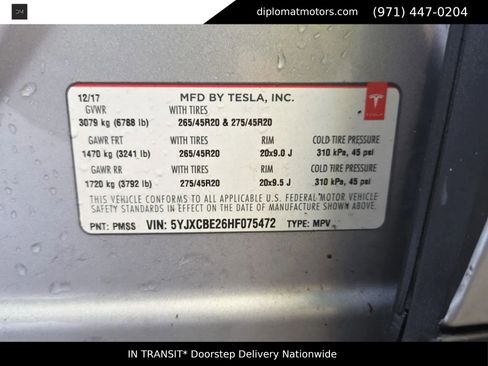 DM
diplomatmotors.com (971) 447-0204
12/17 MFD BY TESLA, INC.
GVWR WITH TIRES
3079 kg (6788 lb) 265/45R20 & 275/45R20
TESLA
GAWR FRT WITH TIRES RIM COLD TIRE PRESSURE
1470 kg (3241 lb) 265/45R20 20x9.0 J 310 kPa, 45 psi
GAWR RR WITH TIRES RIM COLD TIRE PRESSURE
1720 kg (3792 lb) 275/45R20 20x9.5 J 310 kPa, 45 psi
THIS VEHICLE CONFORMS TO ALL APPLICABLE U.S. FEDERAL MOTOR VEHICLE
SAFETY STANDARDS IN EFFECT ON THE DATE OF MANUFACTURE SHOWN ABOVE.
PNT: PMSS VIN: 5YJXCBE26HF075472 TYPE: MPV
IN TRANSIT* Doorstep Delivery Nationwide